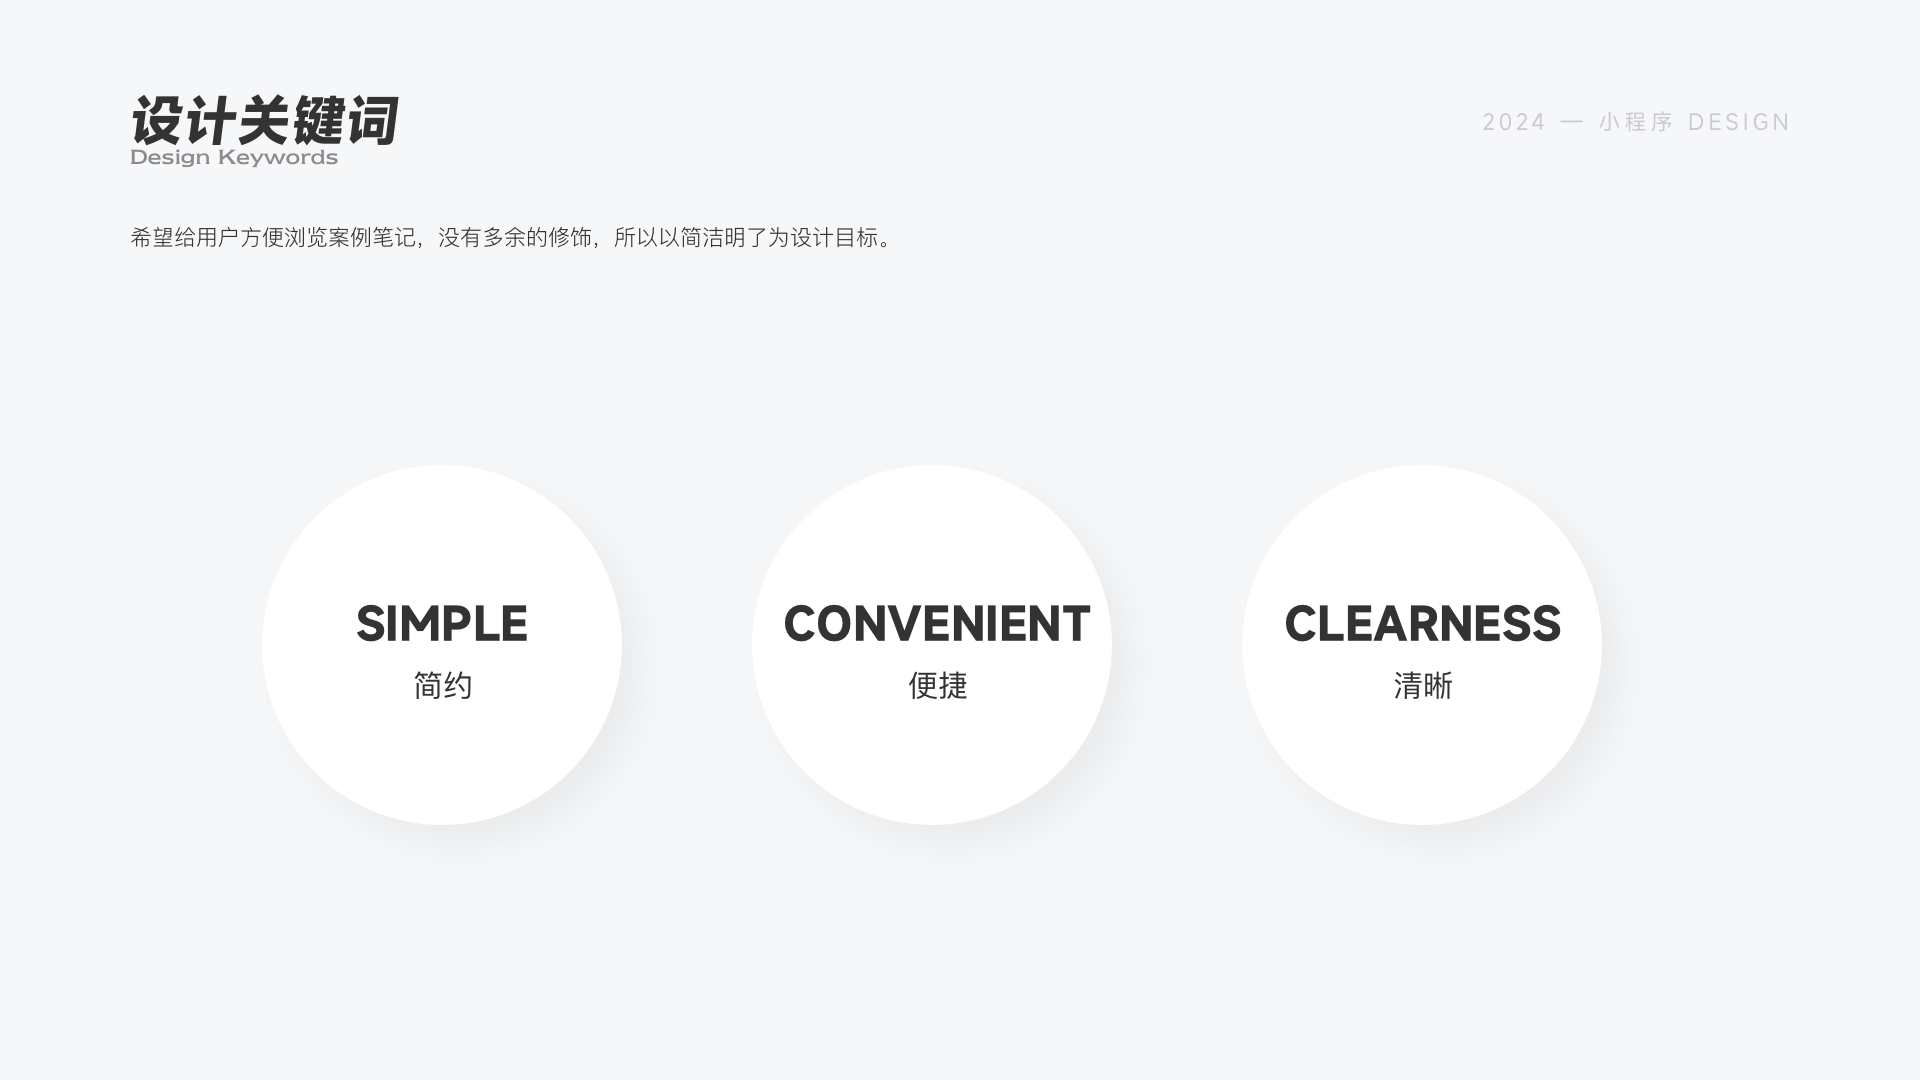 设计关键词
Design Keywords
2024 — 小程序 DESIGN
希望给用户方便浏览案例笔记，没有多余的修饰，所以以简洁明了为设计目标。
SIMPLE
简约
CONVENIENT
便捷
CLEARNESS
清晰